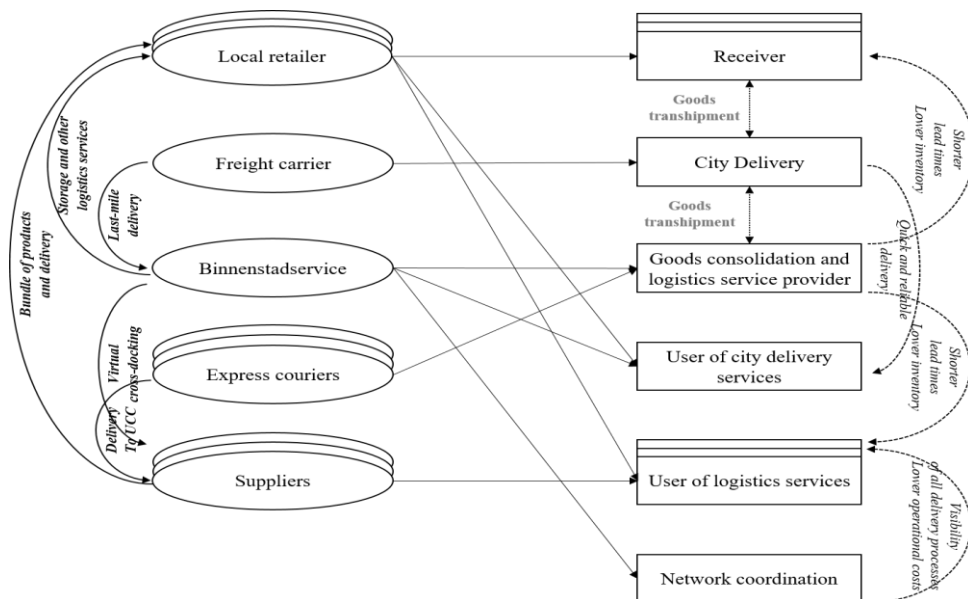 Local retailer
Receiver
Goods
transhipment
Freight carrier
City Delivery
Goods
transhipment
Binnenstadservice
Goods consolidation and
logistics service provider
Express couriers
User of city delivery
services
Suppliers
User of logistics services
Network coordination
Bundle of products
and delivery
Storage and other
logistics services
Last-mile
delivery
Virtual
cross-docking
Delivery
To UCC
Shorter
lead times
Lower inventory
Quick and reliable
delivery
Shorter
lead times
Lower inventory
Visibility
of all delivery processes
Lower operational costs